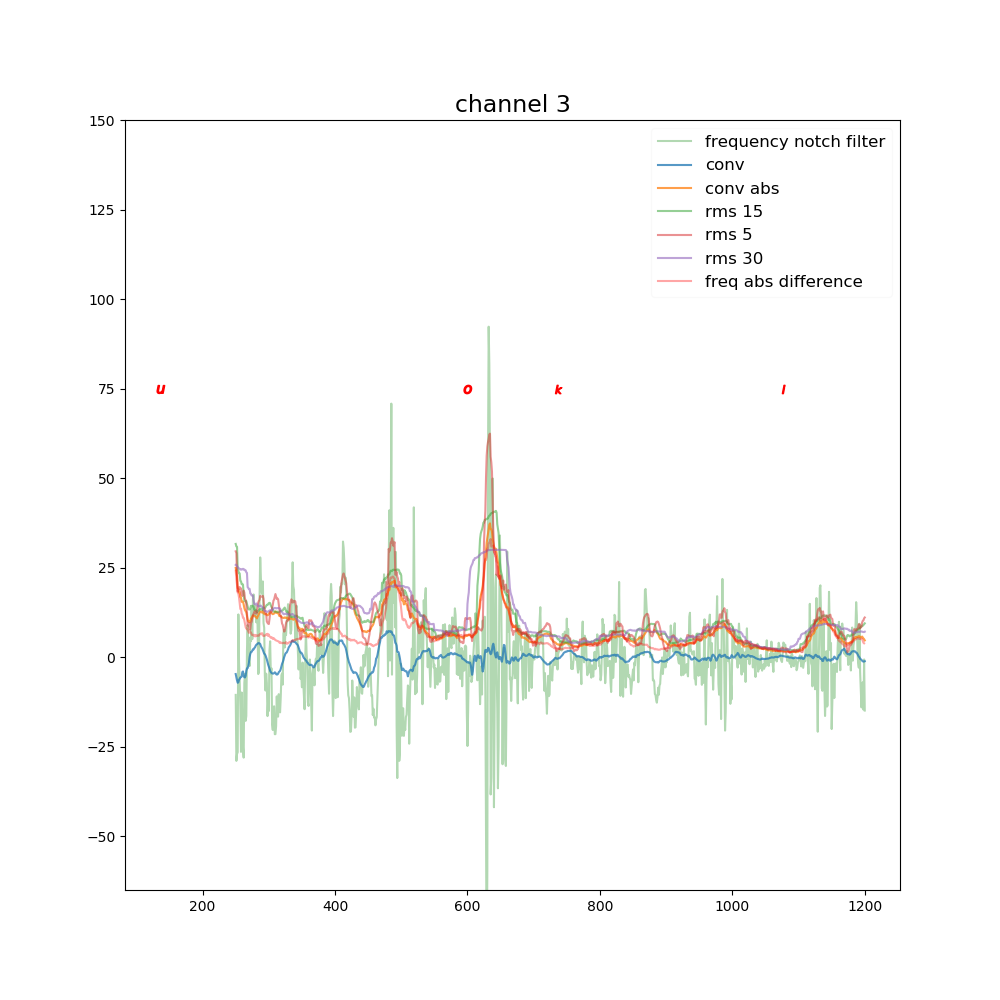 channel 3
150
frequency notch filter
conv
125
conv abs
rms 15
rms 5
rms 30
freq abs difference
100
75
u o k l
50
25
0
−25
−50
200 400 600 800 1000 1200